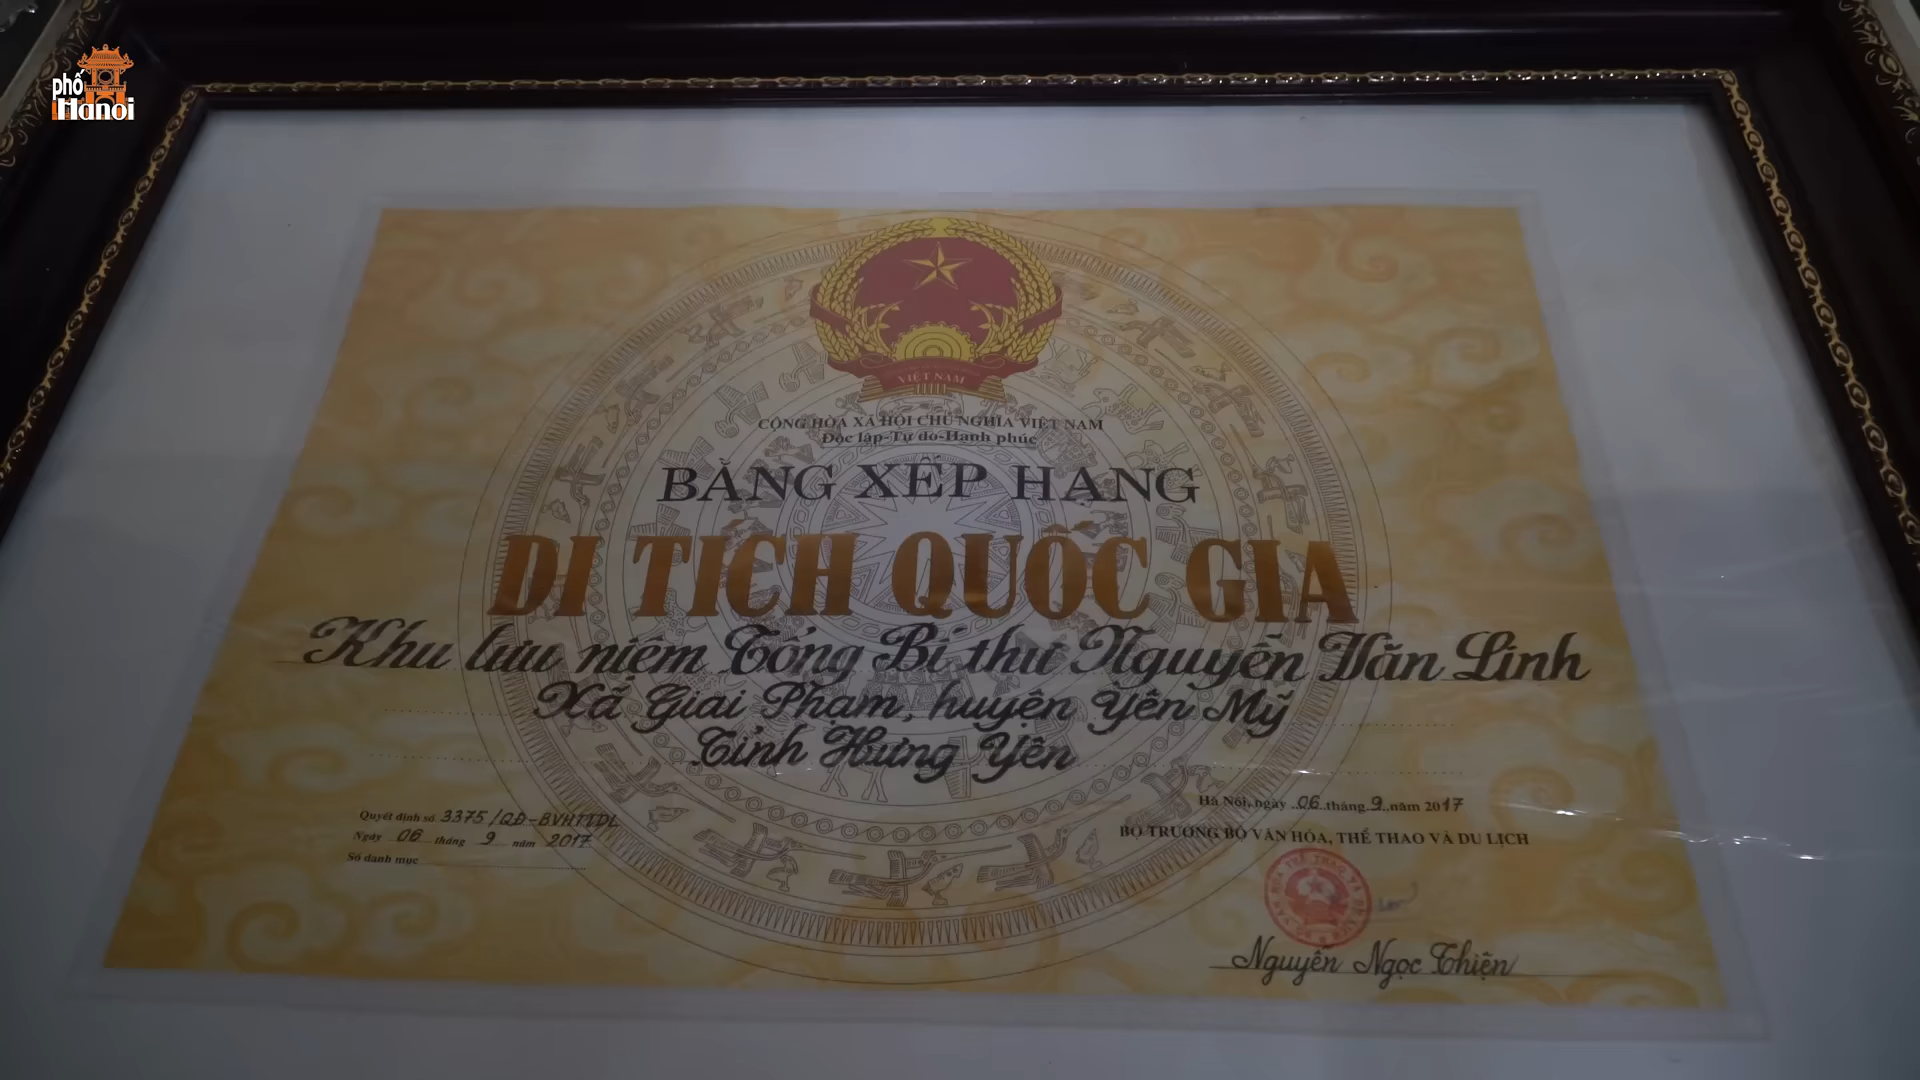 phố
Hanoi
VIỆT NAM
CỘNG HÒA XÃ HỘI CHỦ NGHĨA VIỆT NAM
Độc lập-Tự do-Hạnh phúc
BẰNG XẾP HẠNG
DI TÍCH QUỐC GIA
Khu lưu niệm Tổng Bí thư Nguyễn Văn Linh
Xã Giai Phạm, huyện Yên Mỹ
Tỉnh Hưng Yên
Quyết định số 3375/QĐ-BVHTTDL
Ngày 06 tháng 9 năm 2017
Số danh mục
Hà Nội, ngày 06 tháng 9 năm 2017
BỘ TRƯỞNG BỘ VĂN HÓA, THỂ THAO VÀ DU LỊCH
Nguyễn Ngọc Thiện